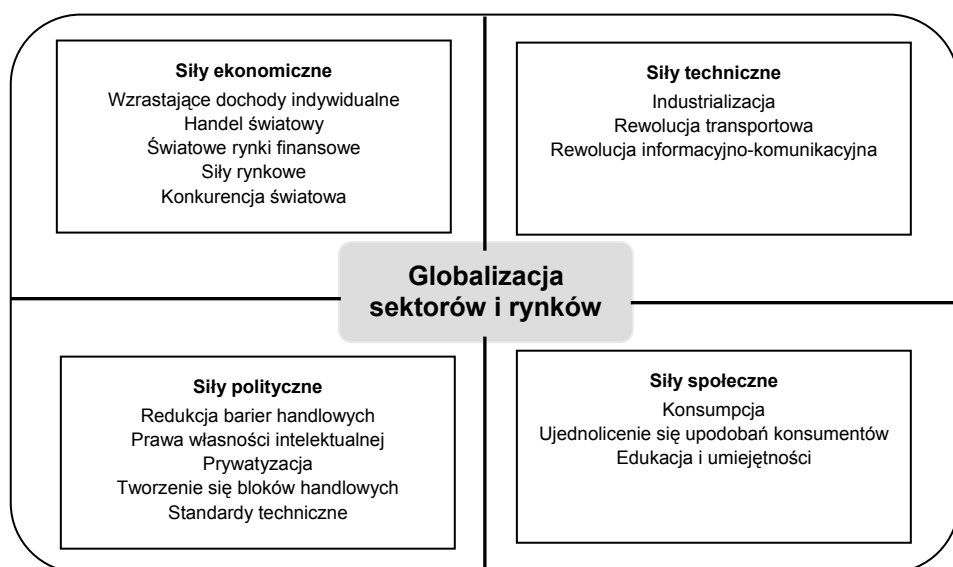 Siły ekonomiczne
Wzrastające dochody indywidualne
Handel światowy
Światowe rynki finansowe
Siły rynkowe
Konkurencja światowa
Siły techniczne
Industrializacja
Rewolucja transportowa
Rewolucja informacyjno-komunikacyjna
Globalizacja
sektorów i rynków
Siły polityczne
Redukcja barier handlowych
Prawa własności intelektualnej
Prywatyzacja
Tworzenie się bloków handlowych
Standardy techniczne
Siły społeczne
Konsumpcja
Ujednolicenie się upodobań konsumentów
Edukacja i umiejętności